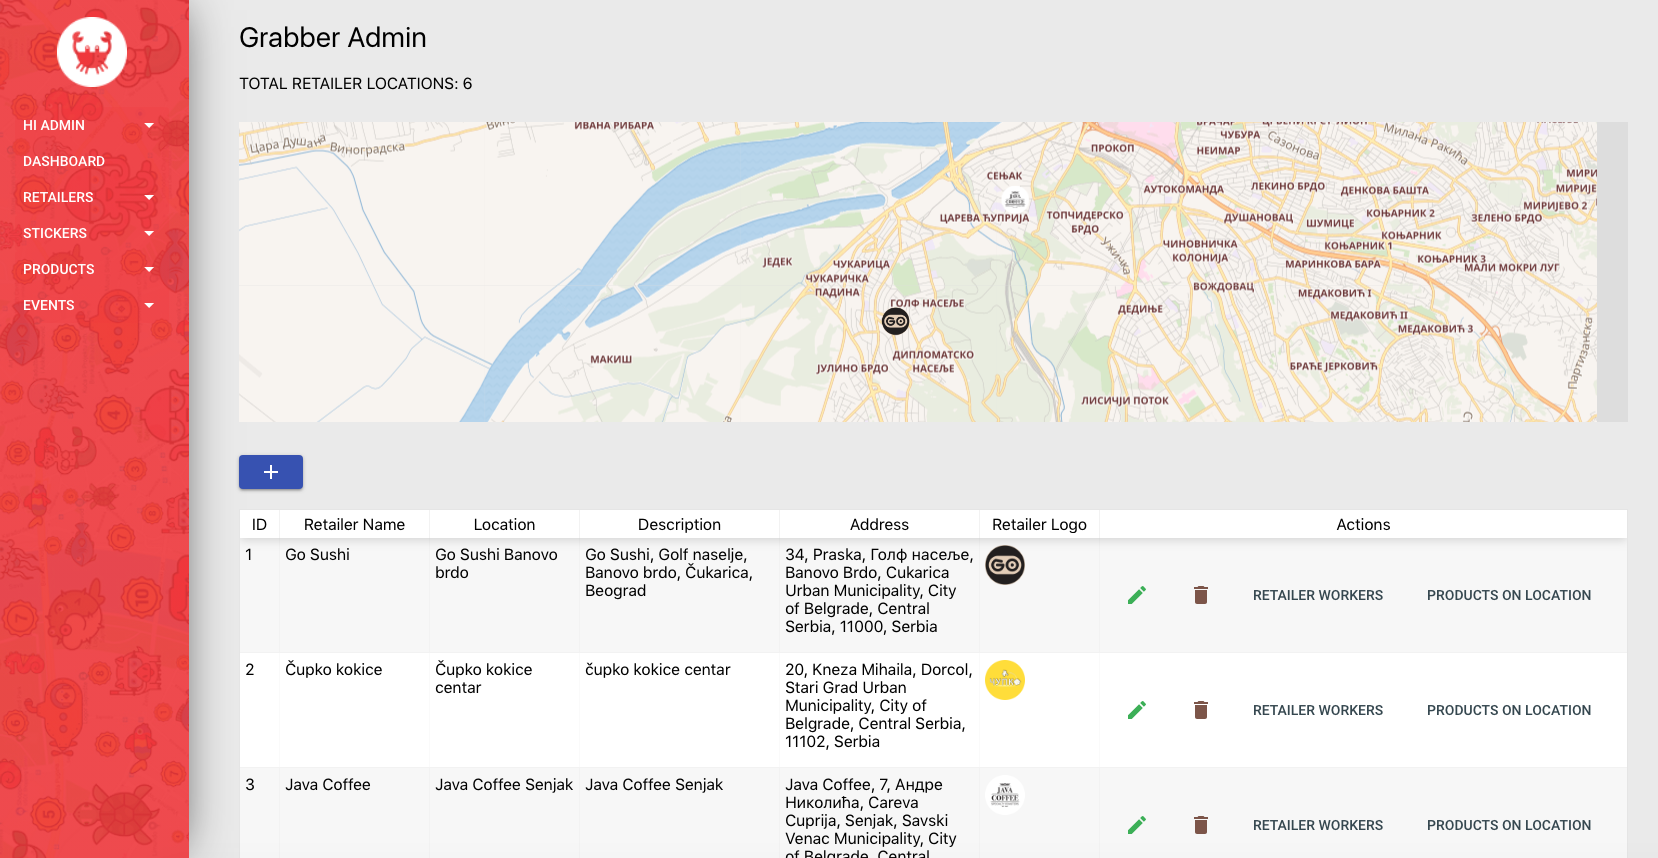 Grabber Admin
TOTAL RETAILER LOCATIONS: 6
HI ADMIN
DASHBOARD
RETAILERS
STICKERS
PRODUCTS
EVENTS
ИВАНА РИБАРА
Цара Душана
Виноградска
ПРОКОП
ЧУБУРА
НЕИМАР
Сазонова
Милана Ракића
СЕЊАК
JAVA
COFFEE
ЦАРЕВА ЋУПРИЈА
ТОПЧИДЕРСКО
БРДО
АУТОКОМАНДА
ЛЕКИНО БРДО
ДЕНКОВА БАШТА
МИРИЈЕВО 2
ДУШАНОВАЦ
ШУМИЦЕ
КОЊАРНИК 2
ЗЕЛЕНО БРДО
КОЊАРНИК
КОЊАРНИК 1
КОЊАРНИК 3
ЧИНОВНИЧКА
КОЛОНИЈА
Ужичка
МАРИНКОВА БАРА
МАЛИ МОКРИ ЛУГ
ЈЕДЕК
ЧУКАРИЦА
ЧУКАРИЧКА
ПАДИНА
ВОЖДОВАЦ
МЕДАКОВИЋ I
ГОЛФ НАСЕЉЕ
ДЕДИЊЕ
МЕДАКОВИЋ II
МЕДАКОВИЋ 3
GO
МАКИШ
ДИПЛОМАТСКО
НАСЕЉЕ
ЈУЛИНО БРДО
БРАЋЕ ЈЕРКОВИЋ
Партизанска
ЛИСИЧЈИ ПОТОК
+
ID Retailer Name Location Description Address Retailer Logo Actions
1 Go Sushi
Go Sushi Banovo
brdo
Go Sushi, Golf naselje,
Banovo brdo, Čukarica,
Beograd
34, Praska, Голф насеље,
Banovo Brdo, Cukarica
Urban Municipality, City
of Belgrade, Central
Serbia, 11000, Serbia
GO
RETAILER WORKERS PRODUCTS ON LOCATION
2 Čupko kokice
Čupko kokice
centar
čupko kokice centar
20, Kneza Mihaila, Dorcol,
Stari Grad Urban
Municipality, City of
Belgrade, Central Serbia,
11102, Serbia
RETAILER WORKERS PRODUCTS ON LOCATION
3 Java Coffee
Java Coffee Senjak
Java Coffee Senjak
Java Coffee, 7, Андре
Николића, Careva
Cuprija, Senjak, Savski
Venac Municipality, City
of Belgrade, Central
JAVA
COFFEE
RETAILER WORKERS PRODUCTS ON LOCATION